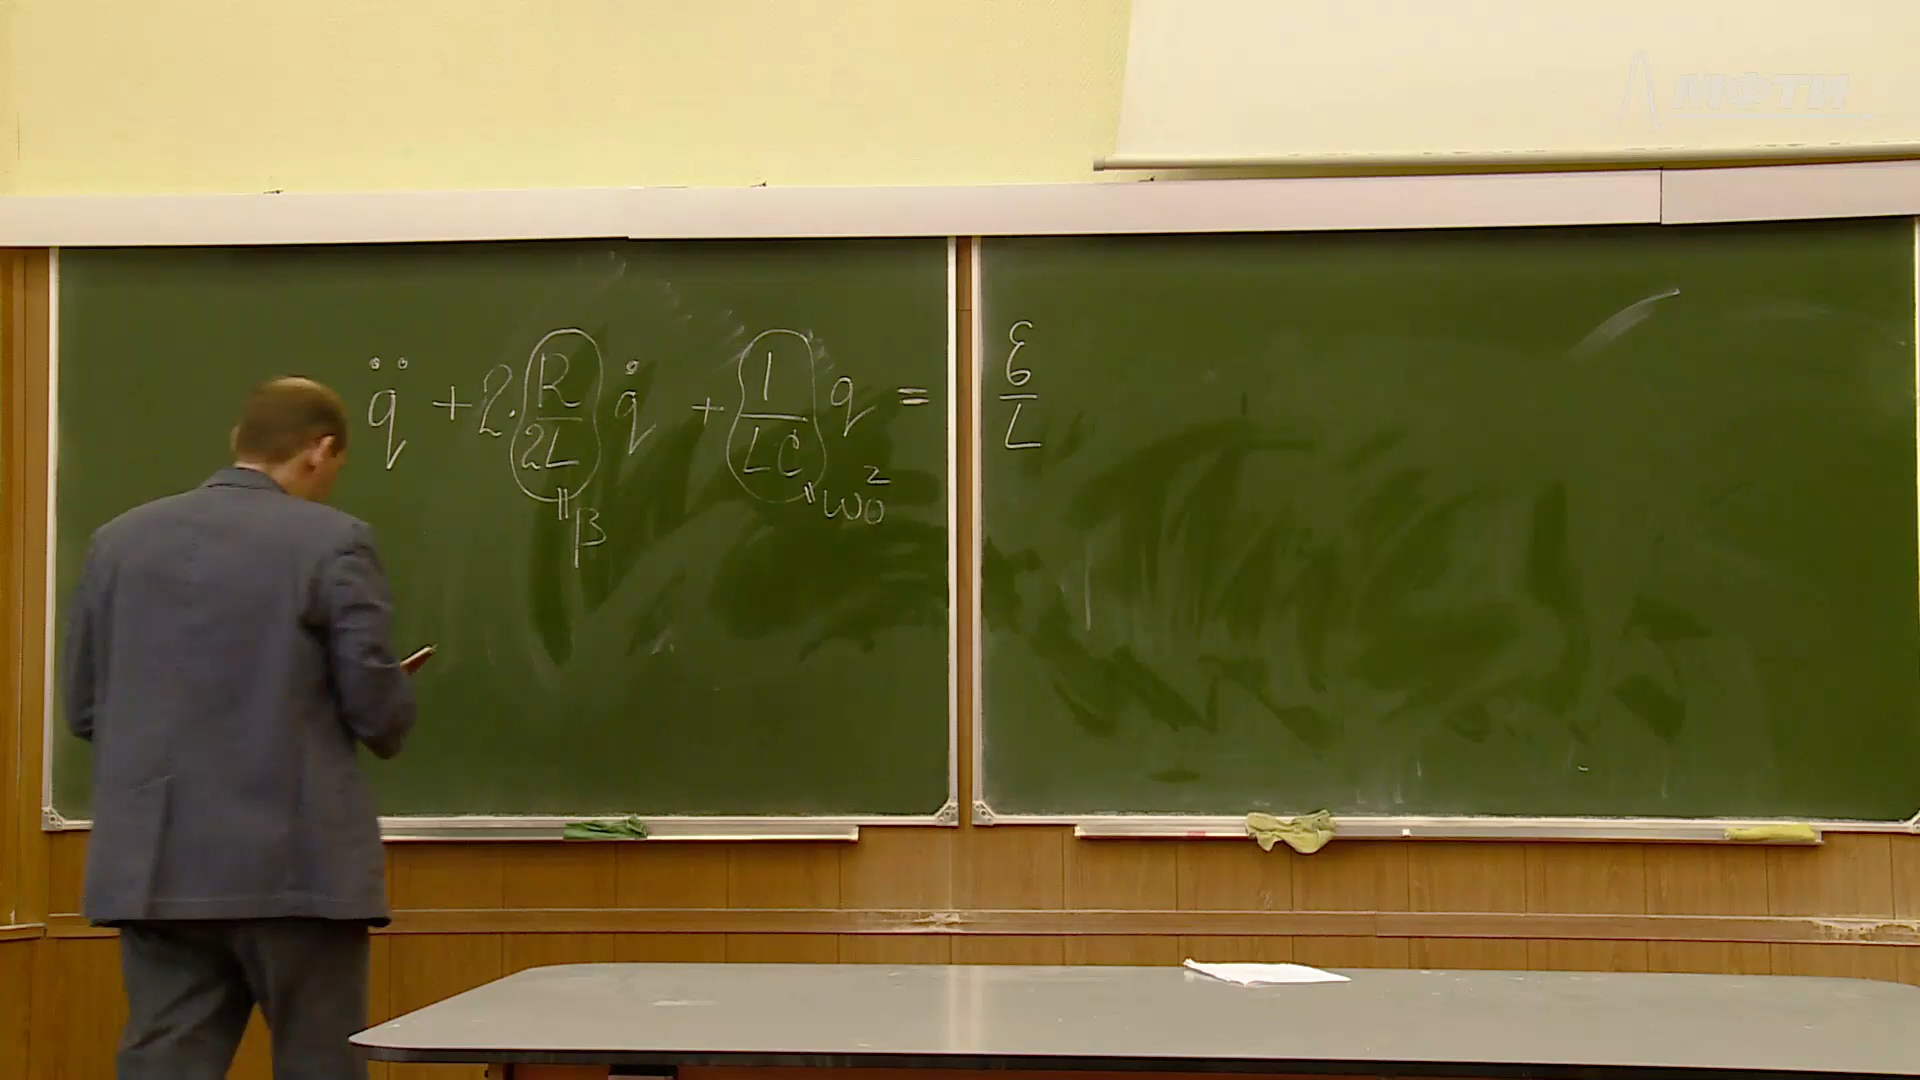 МФТИ
q̈ + 2·(R/2L) q̇ + (1/LC) q = ℰ/L
= β
= ω₀²